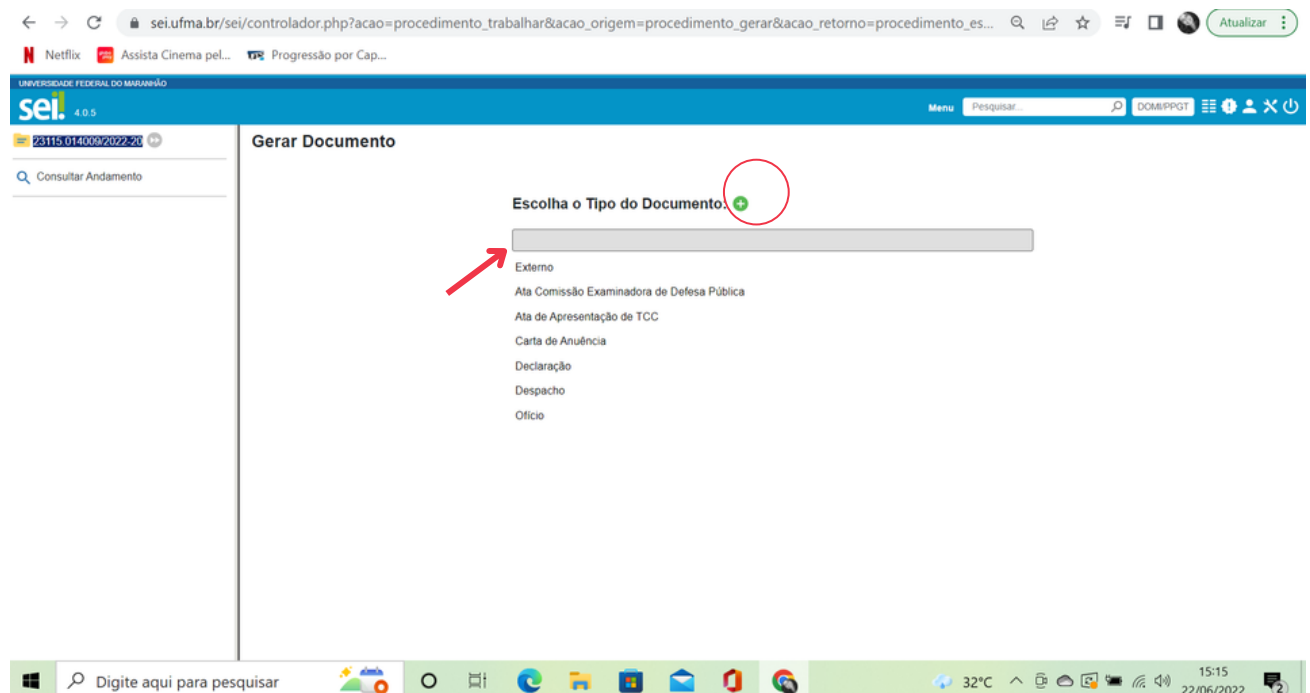 sei.ufma.br/sei/controlador.php?acao=procedimento_trabalhar&acao_origem=procedimento_gerar&acao_retorno=procedimento_es...
Atualizar
Netflix
Assista Cinema pel...
Progressão por Cap...
UNIVERSIDADE FEDERAL DO MARANHÃO
sei! 4.0.5
Menu
Pesquisar...
DOMI/PPGT
23115.014009/2022-20
Gerar Documento
Consultar Andamento
Escolha o Tipo do Documento:
Externo
Ata Comissão Examinadora de Defesa Pública
Ata de Apresentação de TCC
Carta de Anuência
Declaração
Despacho
Ofício
Digite aqui para pesquisar
32°C
15:15
22/06/2022
2